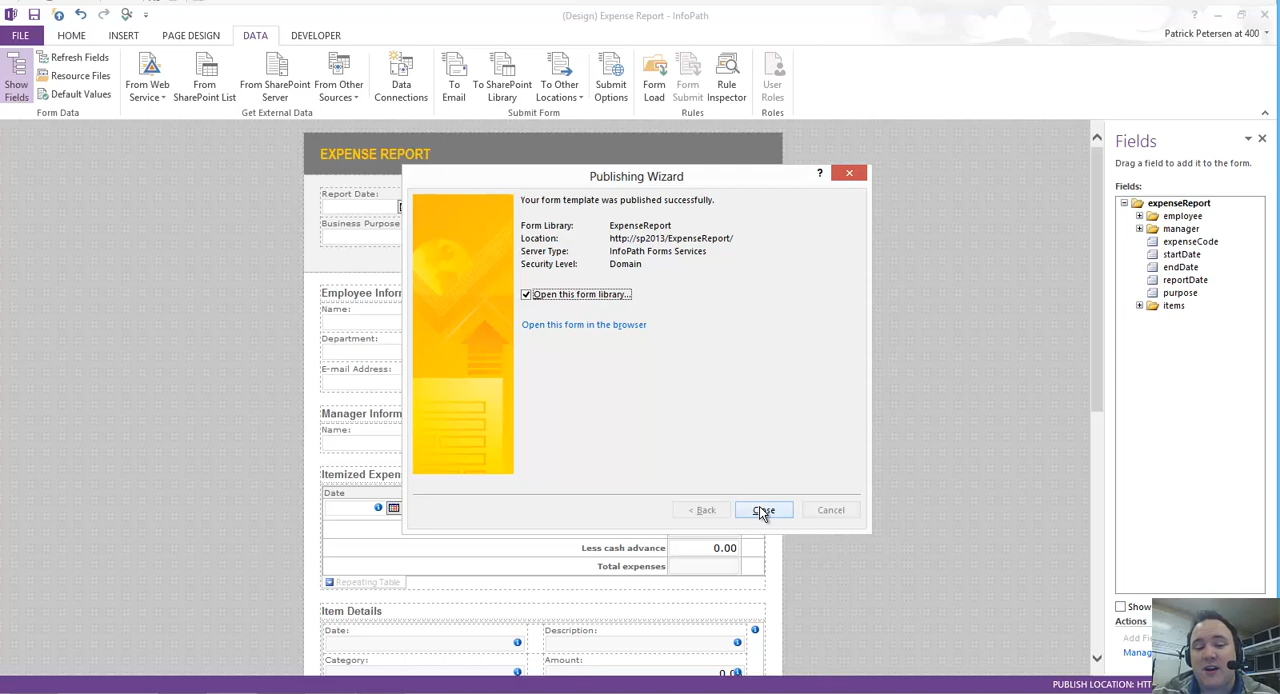 (Design) Expense Report - InfoPath
?
FILE HOME INSERT PAGE DESIGN DATA DEVELOPER
Patrick Petersen at 400
Show Fields
Refresh Fields
Resource Files
Default Values
Form Data
From Web Service
From SharePoint List
From SharePoint Server
From Other Sources
Data Connections
Get External Data
To Email
To SharePoint Library
To Other Locations
Submit Options
Submit Form
Form Load
Form Submit
Rule Inspector
Rules
User Roles
Roles
EXPENSE REPORT
Report Date:
Business Purpose
Employee Infor
Name:
Department:
E-mail Address:
Manager Inform
Name:
Itemized Expen
Date
Less cash advance 0.00
Total expenses
Repeating Table
Item Details
Date: Description:
Category: Amount:
0.0
Publishing Wizard
?
Your form template was published successfully.
Form Library: ExpenseReport
Location: http://sp2013/ExpenseReport/
Server Type: InfoPath Forms Services
Security Level: Domain
Open this form library...
Open this form in the browser
< Back Close Cancel
Fields
Drag a field to add it to the form.
Fields:
expenseReport
employee
manager
expenseCode
startDate
endDate
reportDate
purpose
items
Show
Actions
Add Fi
Manag
PUBLISH LOCATION: HT